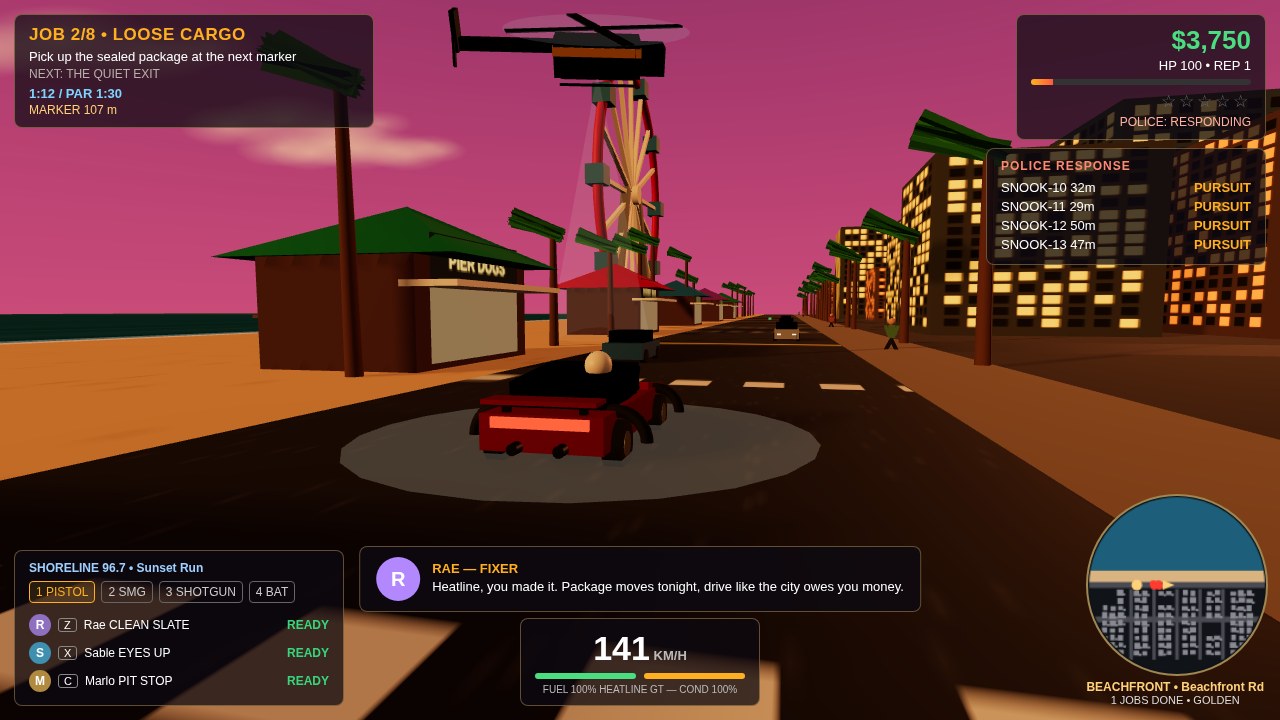 JOB 2/8 • LOOSE CARGO
Pick up the sealed package at the next marker
NEXT: THE QUIET EXIT
1:12 / PAR 1:30
MARKER 107 m
$3,750
HP 100 • REP 1
☆ ☆ ☆ ☆ ☆
POLICE: RESPONDING
POLICE RESPONSE
SNOOK-10 32m PURSUIT
SNOOK-11 29m PURSUIT
SNOOK-12 50m PURSUIT
SNOOK-13 47m PURSUIT
PIER DOGS
SHORELINE 96.7 • Sunset Run
1 PISTOL 2 SMG 3 SHOTGUN 4 BAT
R Z Rae CLEAN SLATE READY
S X Sable EYES UP READY
M C Marlo PIT STOP READY
R
RAE — FIXER
Heatline, you made it. Package moves tonight, drive like the city owes you money.
141 KM/H
FUEL 100% HEATLINE GT — COND 100%
BEACHFRONT • Beachfront Rd
1 JOBS DONE • GOLDEN